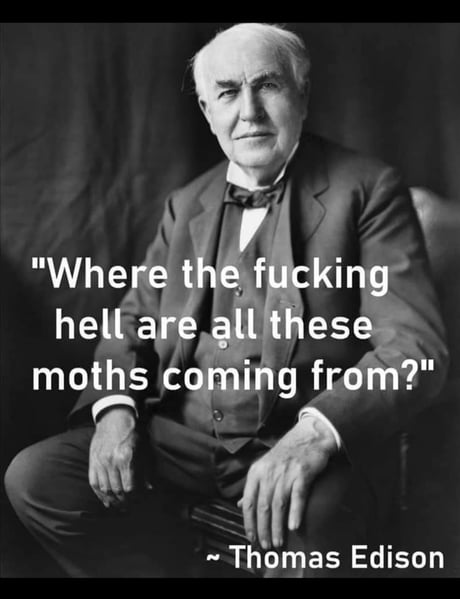 "Where the fucking
hell are all these
moths coming from?"
~ Thomas Edison